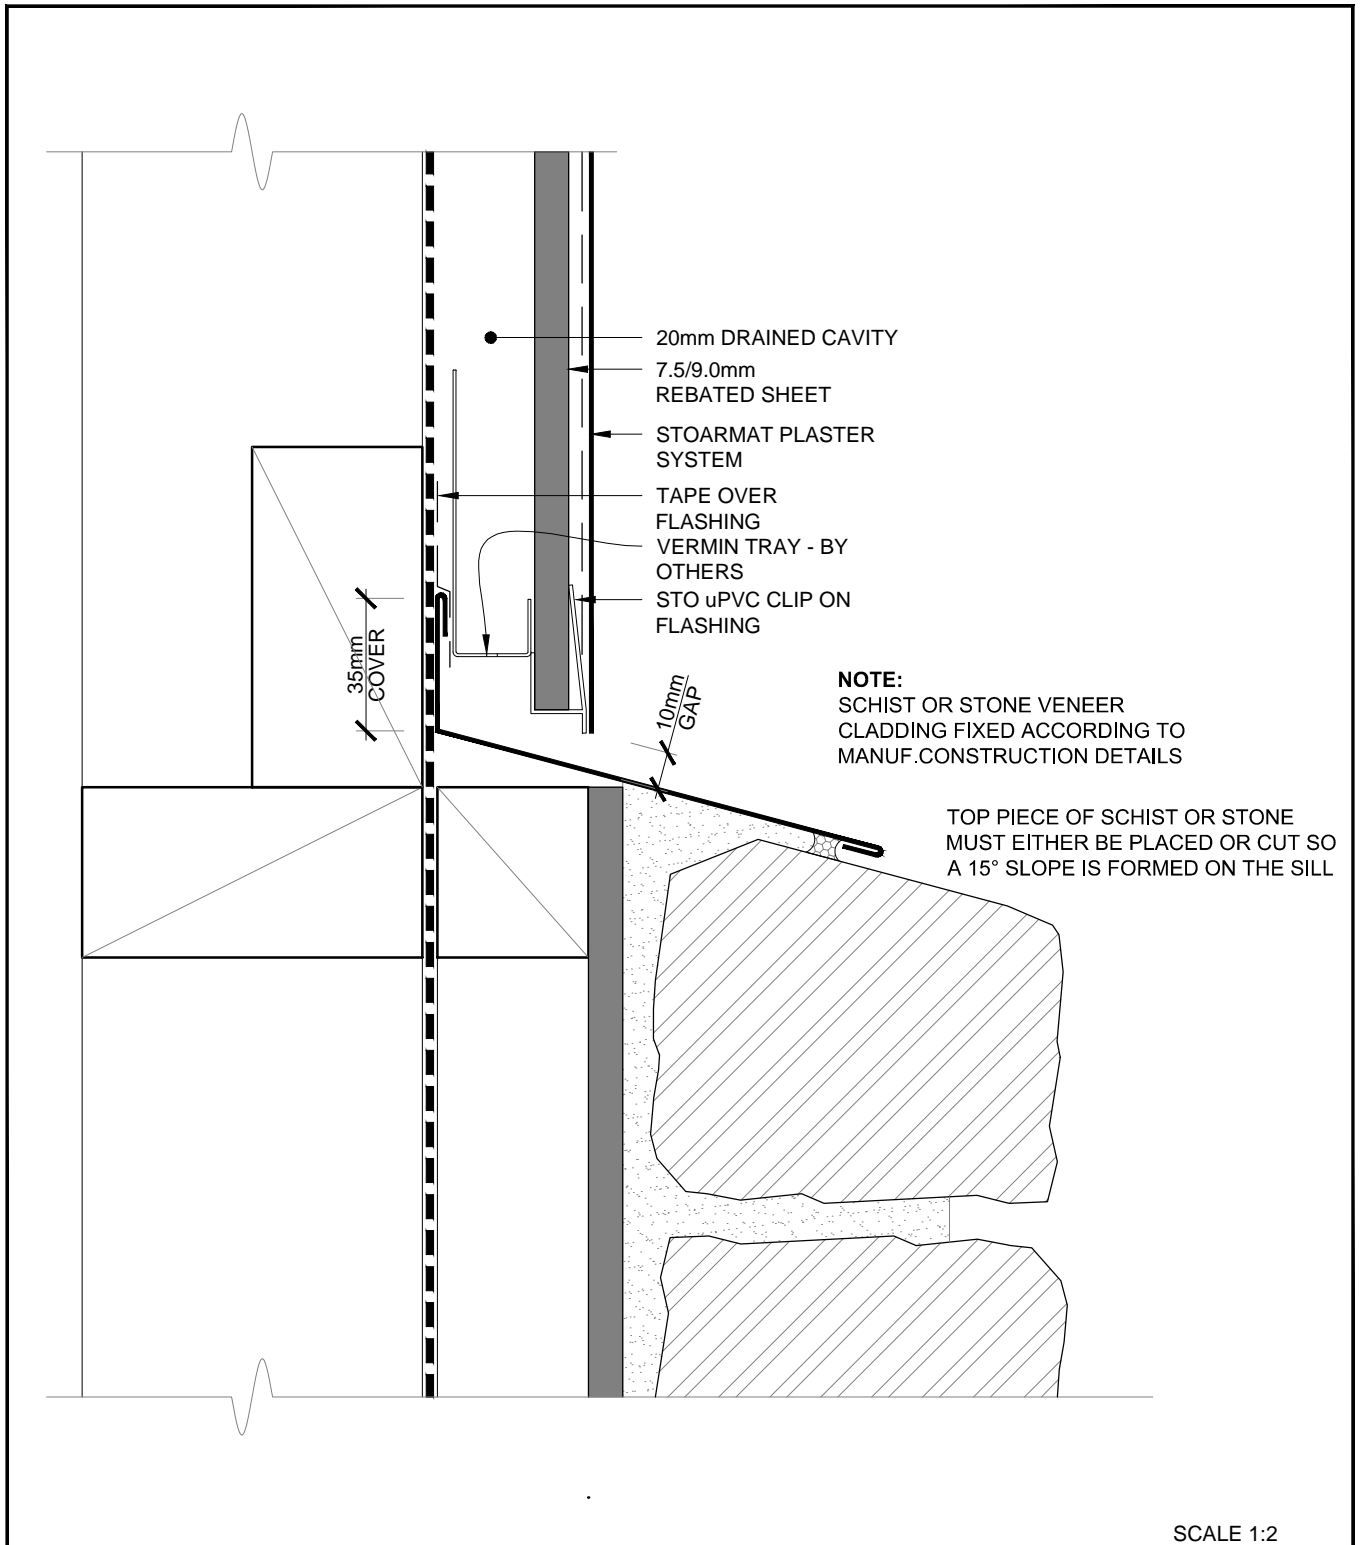 20mm DRAINED CAVITY
7.5/9.0mm
REBATED SHEET
STOARMAT PLASTER
SYSTEM
TAPE OVER
FLASHING
VERMIN TRAY - BY
OTHERS
STO uPVC CLIP ON
FLASHING
35mm
COVER
10mm
GAP
NOTE:
SCHIST OR STONE VENEER
CLADDING FIXED ACCORDING TO
MANUF.CONSTRUCTION DETAILS
TOP PIECE OF SCHIST OR STONE
MUST EITHER BE PLACED OR CUT SO
A 15° SLOPE IS FORMED ON THE SILL
SCALE 1:2